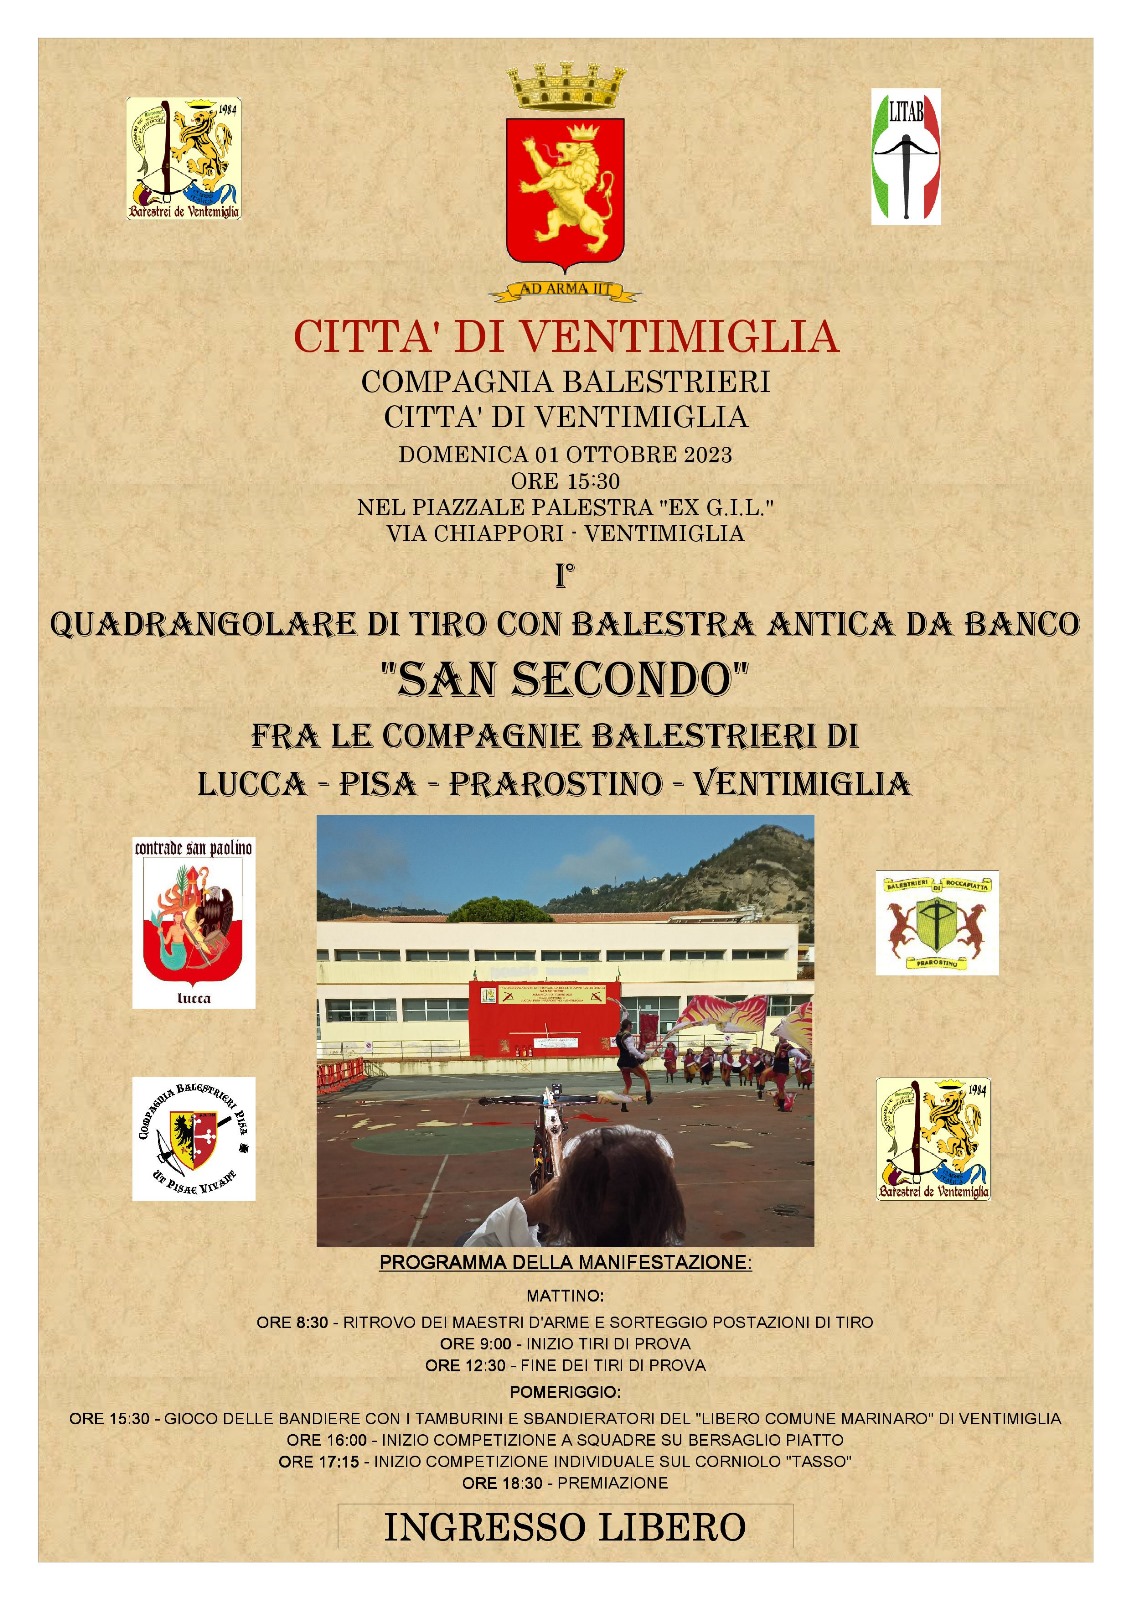 1984
Barestrei de Ventemiglia
LITAB
AD ARMA IIT
CITTA' DI VENTIMIGLIA
COMPAGNIA BALESTRIERI
CITTA' DI VENTIMIGLIA
DOMENICA 01 OTTOBRE 2023
ORE 15:30
NEL PIAZZALE PALESTRA "EX G.I.L."
VIA CHIAPPORI - VENTIMIGLIA
I°
QUADRANGOLARE DI TIRO CON BALESTRA ANTICA DA BANCO
"SAN SECONDO"
FRA LE COMPAGNIE BALESTRIERI DI
LUCCA - PISA - PRAROSTINO - VENTIMIGLIA
contrade san paolino
lucca
BALESTRIERI DI ROCCAPIATTA
PRAROSTINO
COMPAGNIA BALESTRIERI PISA
UT PISAE VIVANT
1984
Barestrei de Ventemiglia
PROGRAMMA DELLA MANIFESTAZIONE:
MATTINO:
ORE 8:30 - RITROVO DEI MAESTRI D'ARME E SORTEGGIO POSTAZIONI DI TIRO
ORE 9:00 - INIZIO TIRI DI PROVA
ORE 12:30 - FINE DEI TIRI DI PROVA
POMERIGGIO:
ORE 15:30 - GIOCO DELLE BANDIERE CON I TAMBURINI E SBANDIERATORI DEL "LIBERO COMUNE MARINARO" DI VENTIMIGLIA
ORE 16:00 - INIZIO COMPETIZIONE A SQUADRE SU BERSAGLIO PIATTO
ORE 17:15 - INIZIO COMPETIZIONE INDIVIDUALE SUL CORNIOLO "TASSO"
ORE 18:30 - PREMIAZIONE
INGRESSO LIBERO